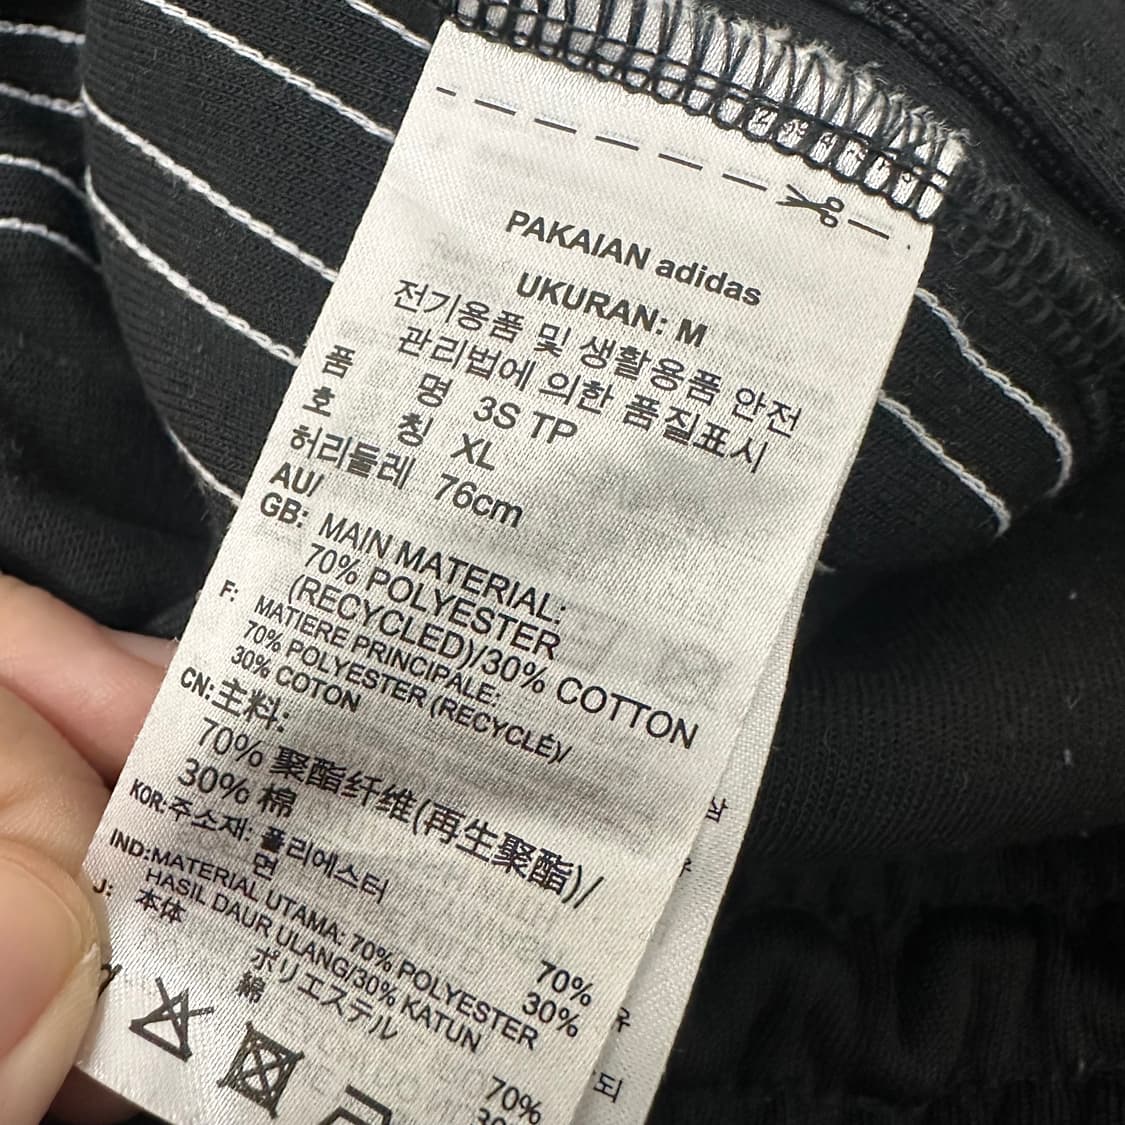 PAKAIAN adidas
UKURAN: M
전기용품 및 생활용품 안전
관리법에 의한 품질표시
품 명 3S TP
호 칭 XL
허리둘레 76cm
AU/
GB: MAIN MATERIAL:
70% POLYESTER
(RECYCLED)/30% COTTON
F: MATIERE PRINCIPALE:
70% POLYESTER (RECYCLÉ)/
30% COTON
CN:主料:
70% 聚酯纤维(再生聚酯)/
30% 棉
KOR:주소재: 폴리에스터 70%
면 30%
IND:MATERIAL UTAMA: 70% POLYESTER
HASIL DAUR ULANG/30% KATUN
J: 本体
ポリエステル 70%
綿